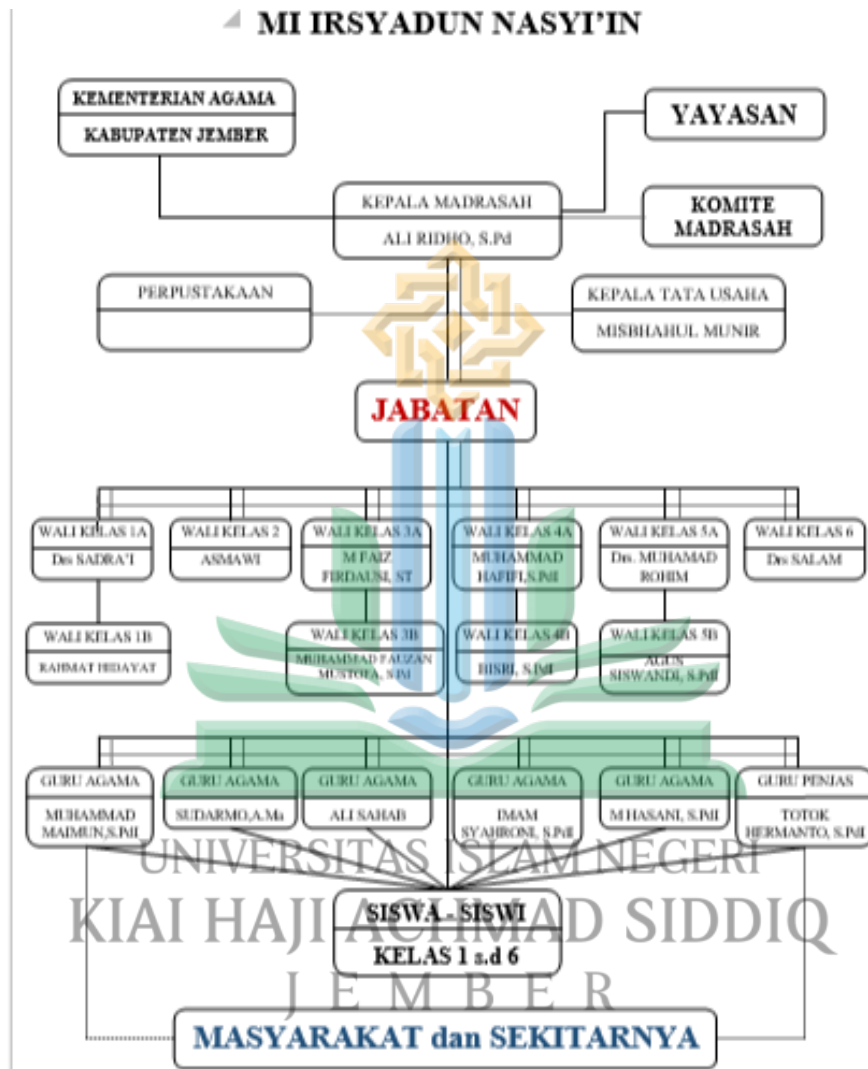 MI IRSYADUN NASYI'IN
KEMENTERIAN AGAMA
KABUPATEN JEMBER
YAYASAN
KEPALA MADRASAH
ALI RIDHO, S.Pd
KOMITE
MADRASAH
PERPUSTAKAAN
KEPALA TATA USAHA
MISBHAHUL MUNIR
JABATAN
WALI KELAS 1A
Drs SADRA'I
WALI KELAS 2
ASMAWI
WALI KELAS 3A
M FAIZ
FIRDAUSI, ST
WALI KELAS 4A
MUHAMMAD
HAFIFI,S.PdI
WALI KELAS 5A
Drs. MUHAMAD
ROHIM
WALI KELAS 6
Drs SALAM
WALI KELAS 1B
RAHMAT HIDAYAT
WALI KELAS 3B
MUHAMMAD FAUZAN
MUSTOFA, S.Pd
WALI KELAS 4B
BISRI, S.PdI
WALI KELAS 5B
AGUS
SISWANDI, S.PdI
GURU AGAMA
MUHAMMAD
MAIMUN,S.PdI
GURU AGAMA
SUDARMO,A.Ma
GURU AGAMA
ALI SAHAB
GURU AGAMA
IMAM
SYAHRONI, S.PdI
GURU AGAMA
M HASANI, S.PdI
GURU PENJAS
TOTOK
HERMANTO, S.PdI
UNIVERSITAS ISLAM NEGERI
KIAI HAJI ACHMAD SIDDIQ
JEMBER
SISWA - SISWI
KELAS 1 s.d 6
MASYARAKAT dan SEKITARNYA